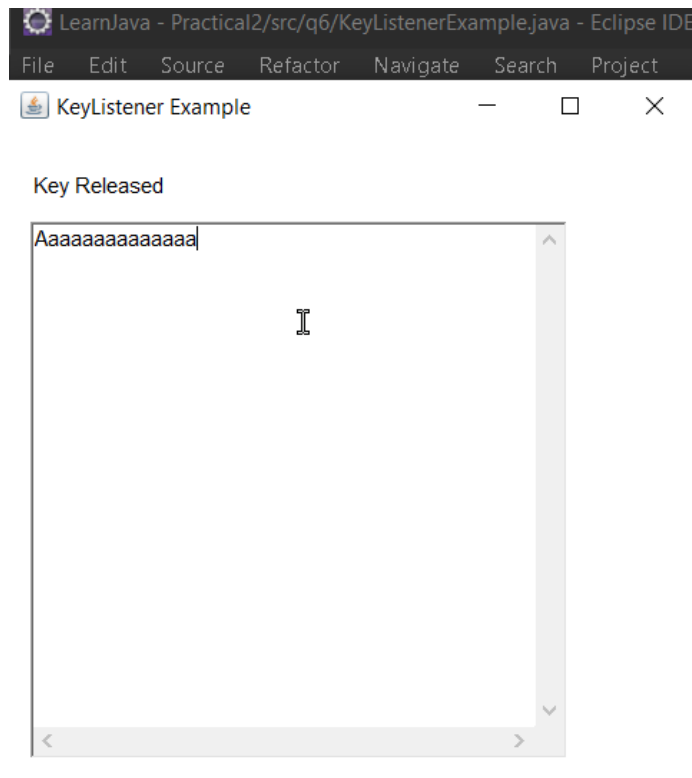 LearnJava - Practical2/src/q6/KeyListenerExample.java - Eclipse IDE
File Edit Source Refactor Navigate Search Project
KeyListener Example
Key Released
Aaaaaaaaaaaaaaa